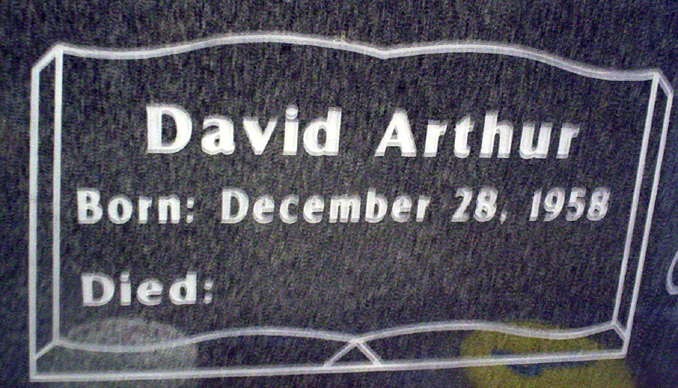 David Arthur
Born: December 28, 1958
Died: